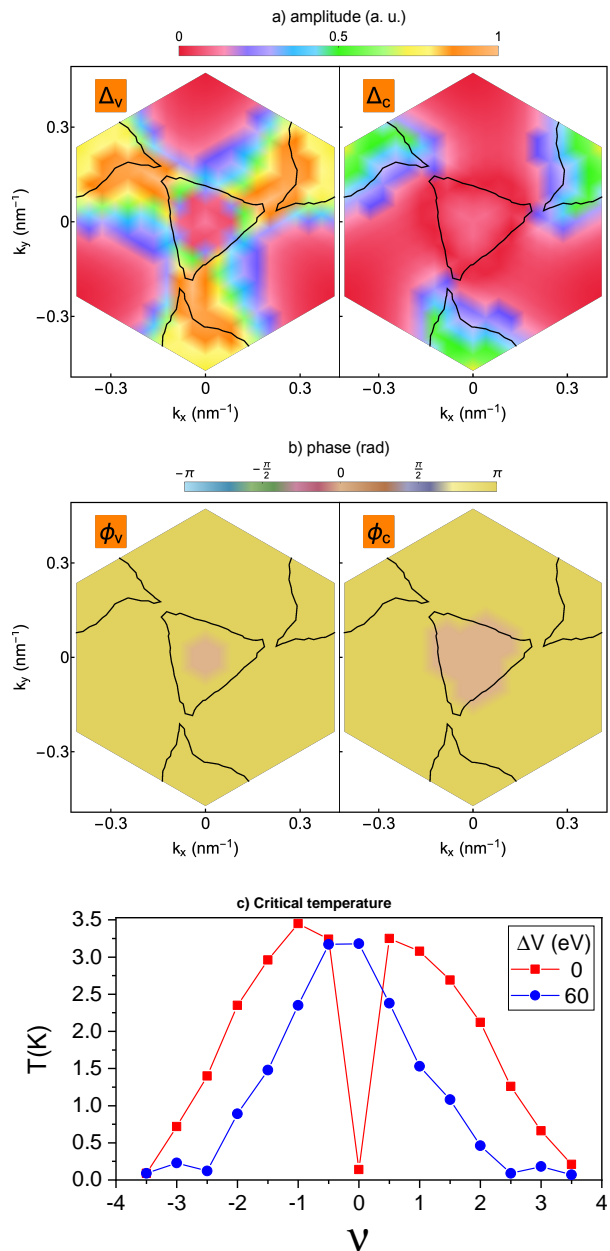 a) amplitude (a. u.)
0 0.5 1
Δv Δc
0.3
0
−0.3
ky (nm−1)
−0.3 0 0.3 −0.3 0 0.3
kx (nm−1) kx (nm−1)
b) phase (rad)
−π −π/2 0 π/2 π
ϕv ϕc
0.3
0
−0.3
ky (nm−1)
−0.3 0 0.3 −0.3 0 0.3
kx (nm−1) kx (nm−1)
c) Critical temperature
3.5
3.0
2.5
2.0
1.5
1.0
0.5
0.0
T(K)
ΔV (eV)
0
60
-4 -3 -2 -1 0 1 2 3 4
ν